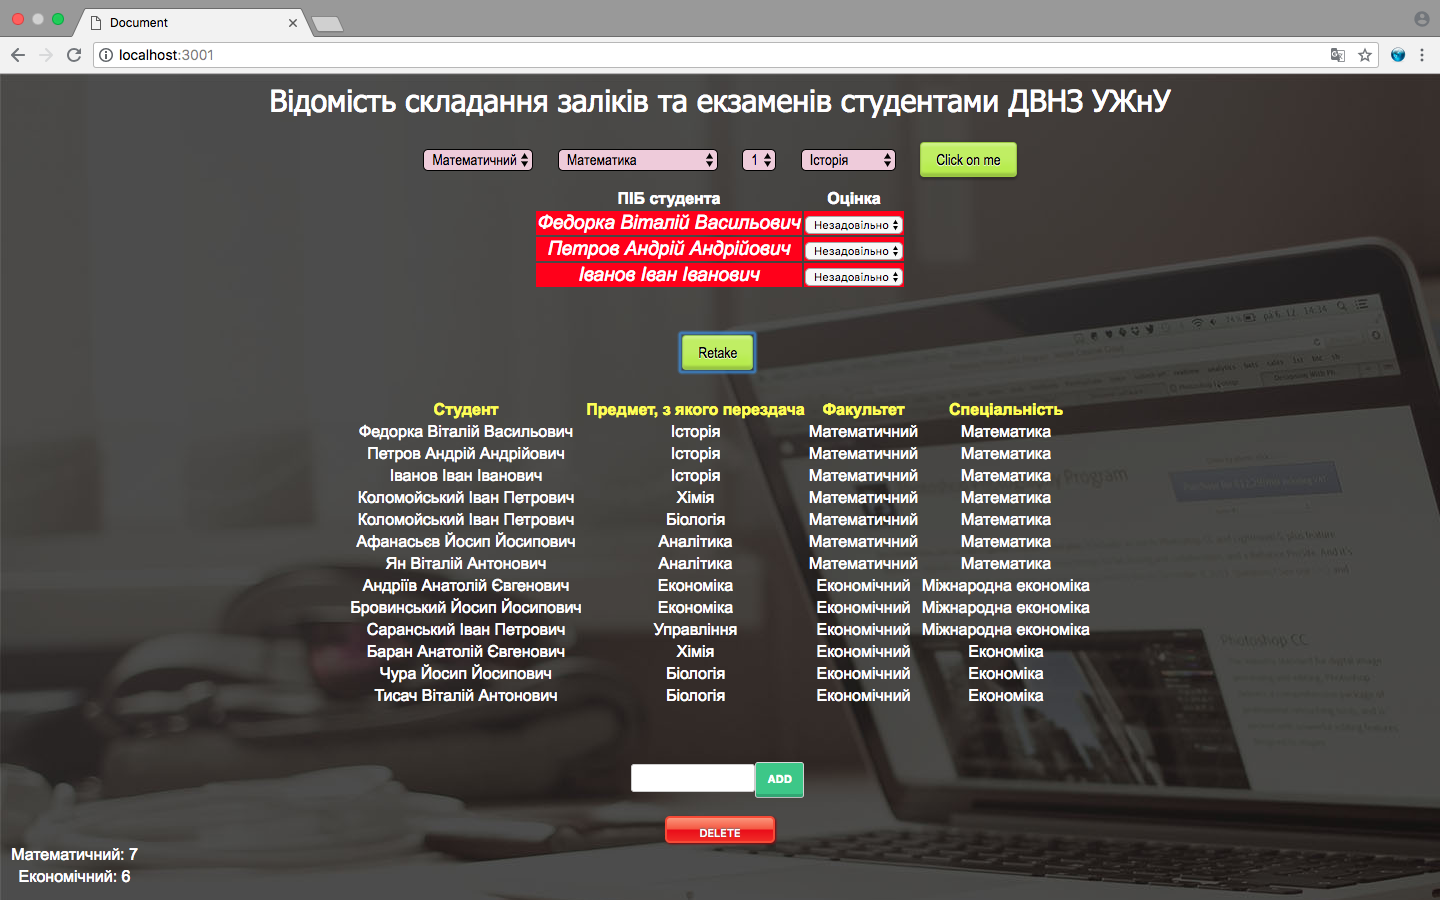 Document
localhost:3001
Відомість складання заліків та екзаменів студентами ДВНЗ УЖнУ
Математичний Математика 1 Історія Click on me
ПІБ студента Оцінка
Федорка Віталій Васильович Незадовільно
Петров Андрій Андрійович Незадовільно
Іванов Іван Іванович Незадовільно
Retake
Студент Предмет, з якого перездача Факультет Спеціальність
Федорка Віталій Васильович Історія Математичний Математика
Петров Андрій Андрійович Історія Математичний Математика
Іванов Іван Іванович Історія Математичний Математика
Коломойський Іван Петрович Хімія Математичний Математика
Коломойський Іван Петрович Біологія Математичний Математика
Афанасьєв Йосип Йосипович Аналітика Математичний Математика
Ян Віталій Антонович Аналітика Математичний Математика
Андріїв Анатолій Євгенович Економіка Економічний Міжнародна економіка
Бровинський Йосип Йосипович Економіка Економічний Міжнародна економіка
Саранський Іван Петрович Управління Економічний Міжнародна економіка
Баран Анатолій Євгенович Хімія Економічний Економіка
Чура Йосип Йосипович Біологія Економічний Економіка
Тисач Віталій Антонович Біологія Економічний Економіка
ADD
DELETE
Математичний: 7
Економічний: 6
Photoshop CC